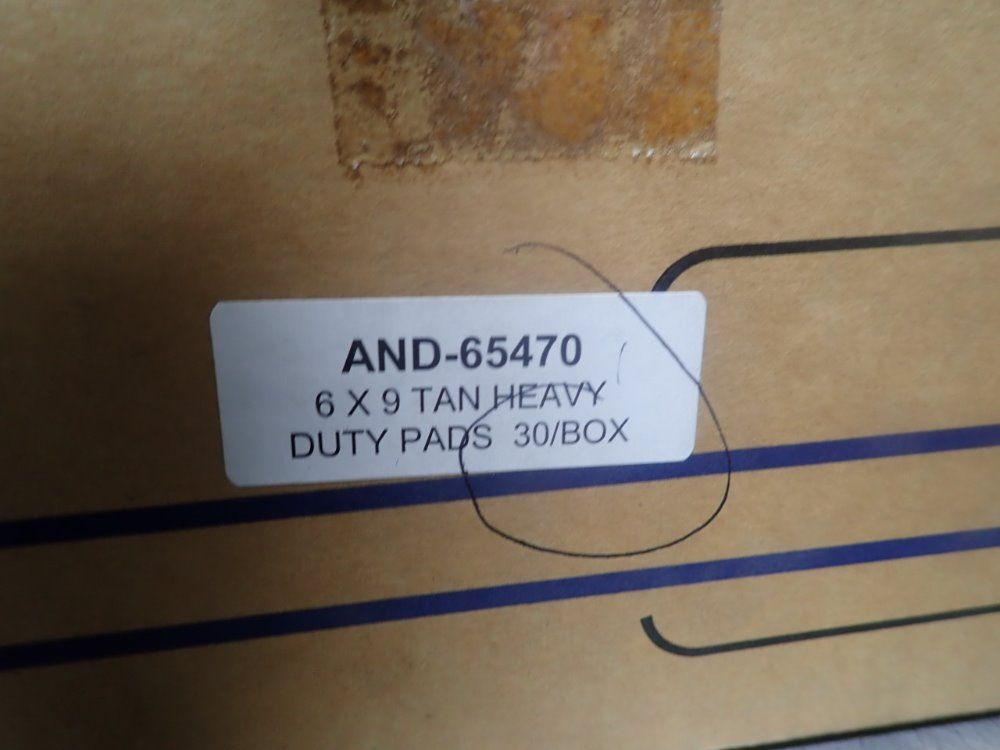 AND-65470
6 X 9 TAN HEAVY
DUTY PADS 30/BOX